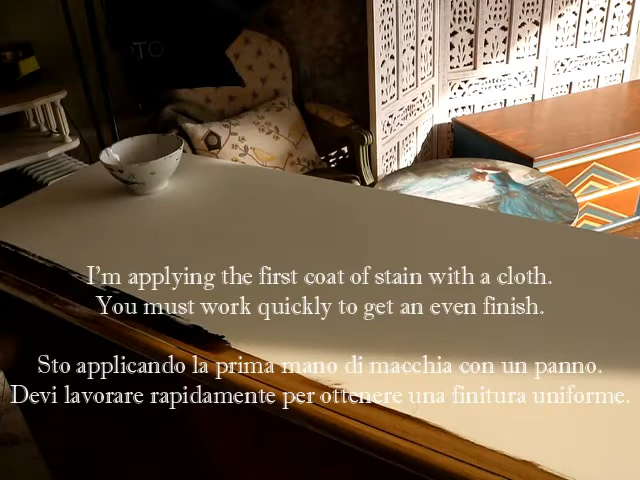 TO
I'm applying the first coat of stain with a cloth.
You must work quickly to get an even finish.
Sto applicando la prima mano di macchia con un panno.
Devi lavorare rapidamente per ottenere una finitura uniforme.